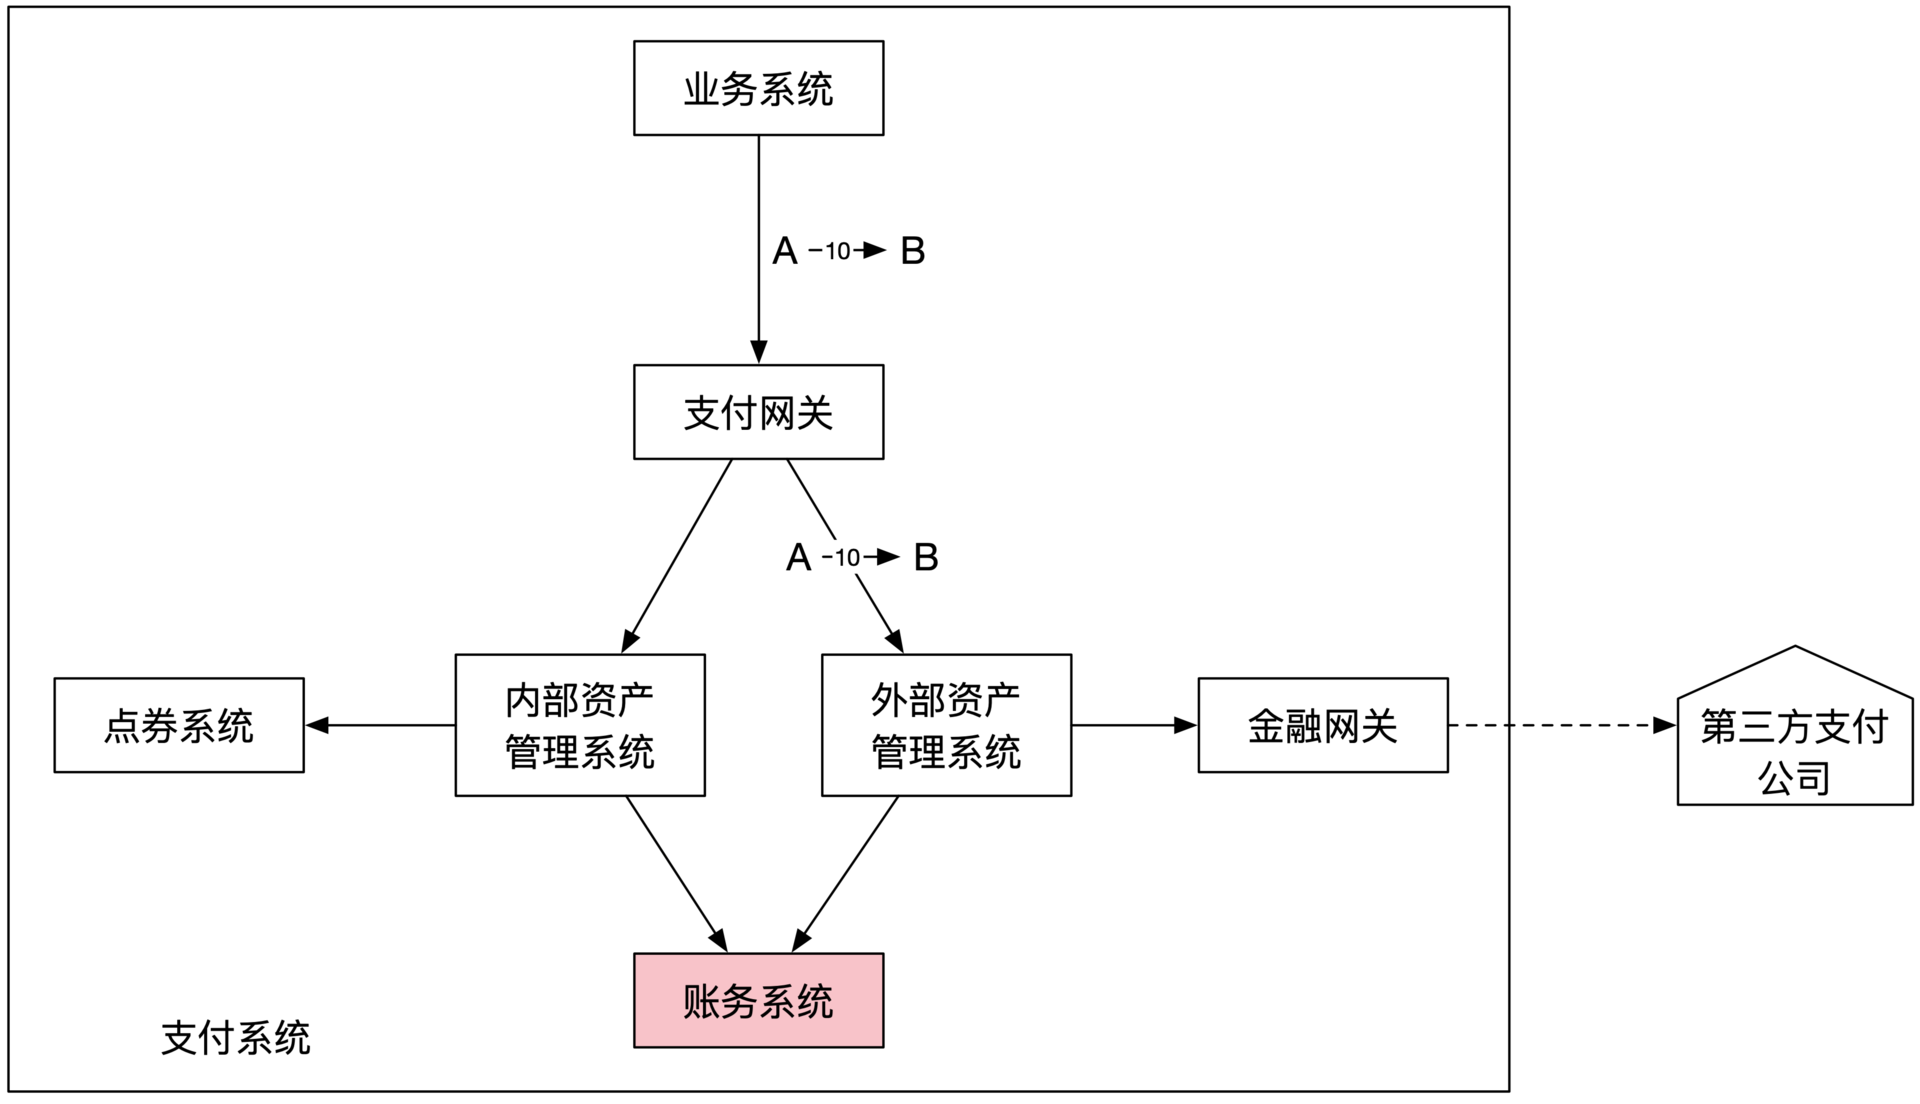 业务系统
A -10→ B
支付网关
A -10→ B
点券系统
内部资产
管理系统
外部资产
管理系统
金融网关
第三方支付
公司
账务系统
支付系统